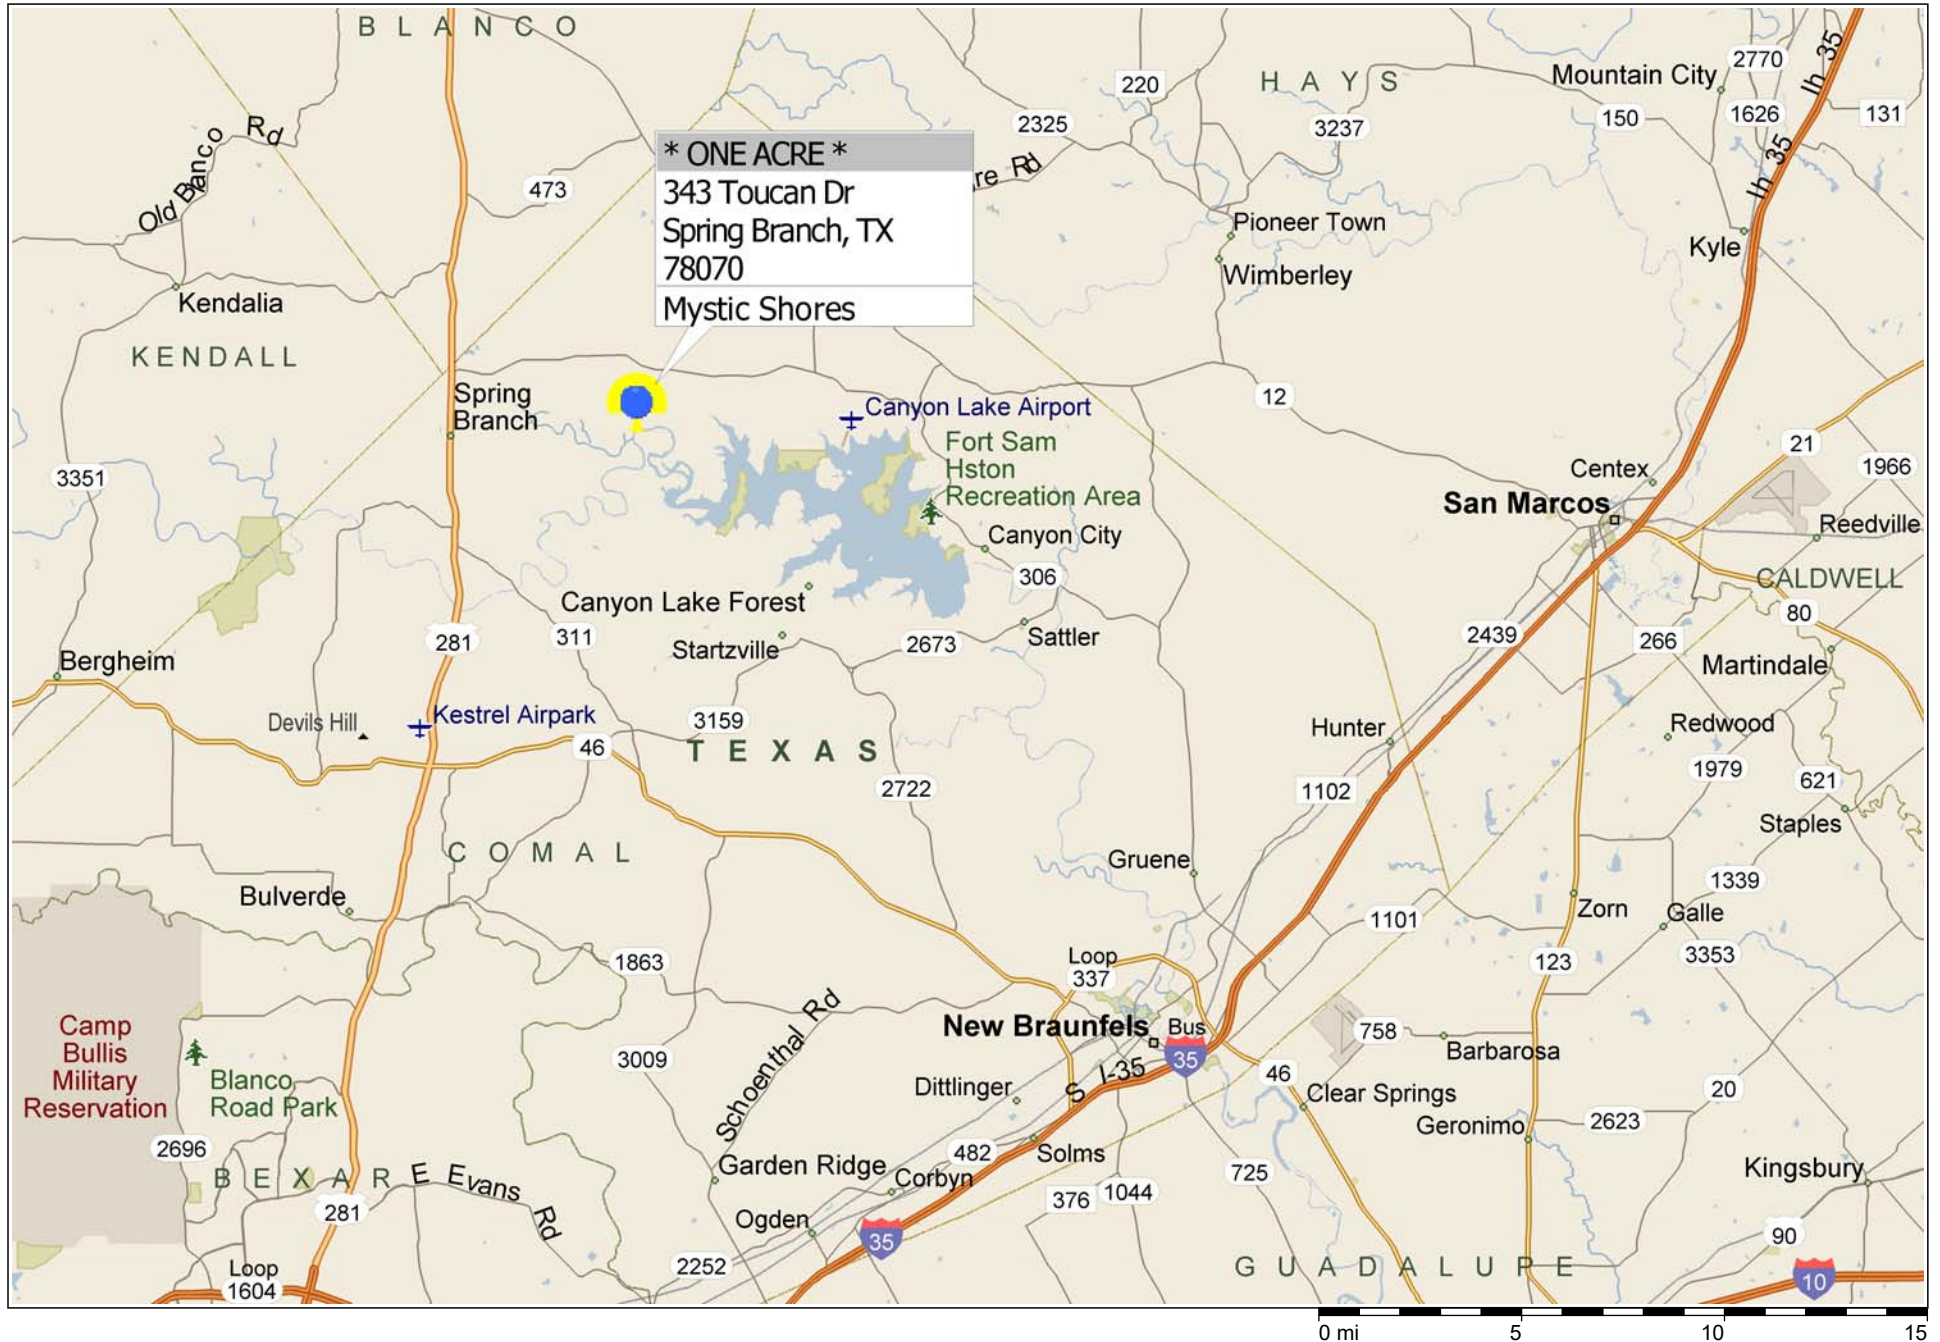 B L A N C O
Mountain City
2770
Ih 35
220
H A Y S
150
1626
131
2325
3237
Old Blanco Rd
* ONE ACRE *
343 Toucan Dr
Spring Branch, TX
78070
Mystic Shores
473
Rd
Ih 35
Pioneer Town
Kyle
Wimberley
Kendalia
KENDALL
Spring
Branch
12
Canyon Lake Airport
Fort Sam
Hston
Recreation Area
21
1966
Centex
3351
San Marcos
Reedville
Canyon City
306
CALDWELL
Canyon Lake Forest
80
281
311
Startzville
2673
Sattler
2439
266
Martindale
Bergheim
Devils Hill
Kestrel Airpark
3159
Hunter
Redwood
46
T E X A S
1979
621
2722
1102
Staples
C O M A L
Gruene
1339
Bulverde
1101
Zorn
Galle
1863
Loop
337
123
3353
Schoenthal Rd
Camp
Bullis
Military
Reservation
New Braunfels
Bus
35
758
Barbarosa
3009
S I-35
46
Blanco
Road Park
Dittlinger
Clear Springs
20
Geronimo
2623
2696
482
Solms
B E X A R
E Evans Rd
Garden Ridge
Corbyn
725
Kingsbury
376
1044
281
Ogden
35
90
2252
G U A D A L U P E
Loop
1604
10
0 mi 5 10 15